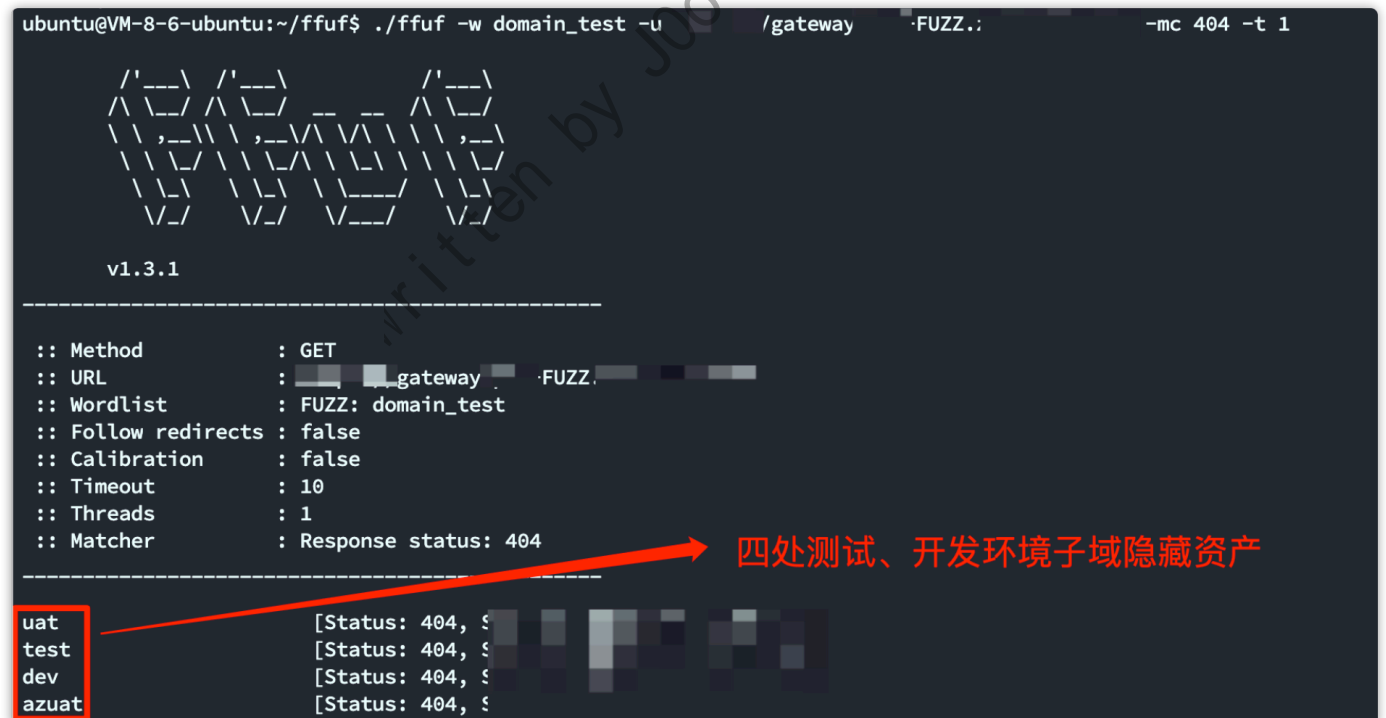 ubuntu@VM-8-6-ubuntu:~/ffuf$ ./ffuf -w domain_test -u /gateway -FUZZ. -mc 404 -t 1
written by
v1.3.1
:: Method : GET
:: URL : gateway FUZZ.
:: Wordlist : FUZZ: domain_test
:: Follow redirects : false
:: Calibration : false
:: Timeout : 10
:: Threads : 1
:: Matcher : Response status: 404
四处测试、开发环境子域隐藏资产
uat [Status: 404, S
test [Status: 404, S
dev [Status: 404, S
azuat [Status: 404, S